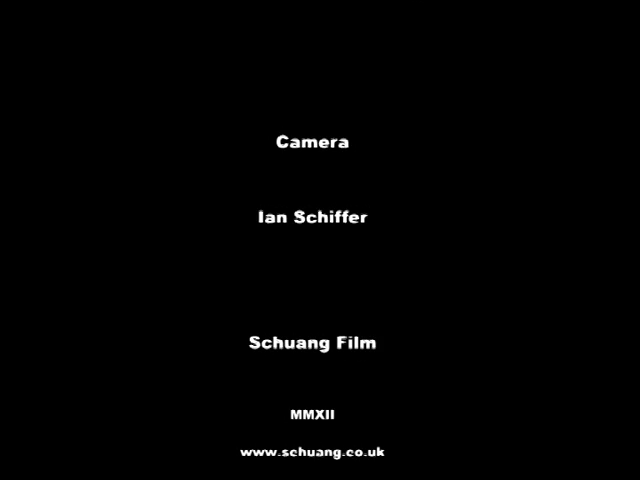 Camera
Ian Schiffer
Schuang Film
MMXII
www.schuang.co.uk